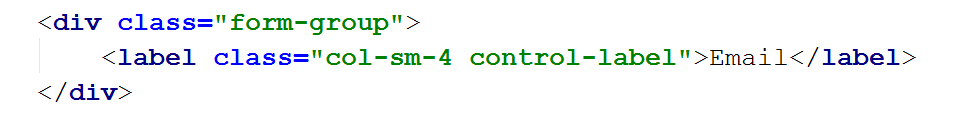 <div class="form-group">
    <label class="col-sm-4 control-label">Email</label>
</div>